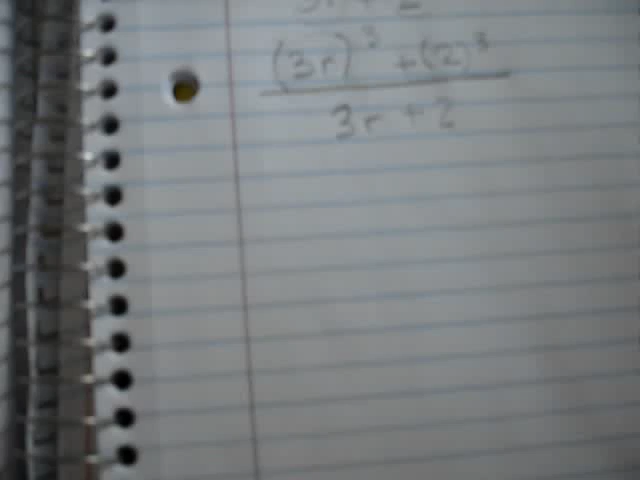 (3r)³ + (2)³
3r + 2